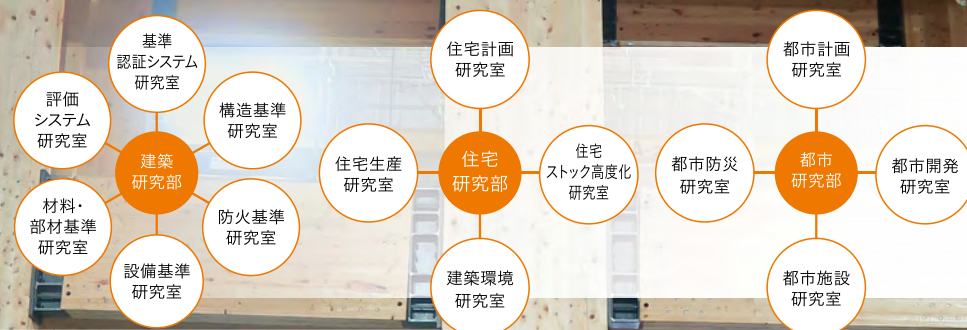 基準
認証システム
研究室
評価
システム
研究室
構造基準
研究室
建築
研究部
材料・
部材基準
研究室
防火基準
研究室
設備基準
研究室
住宅計画
研究室
住宅生産
研究室
住宅
研究部
住宅
ストック高度化
研究室
建築環境
研究室
都市計画
研究室
都市防災
研究室
都市
研究部
都市開発
研究室
都市施設
研究室